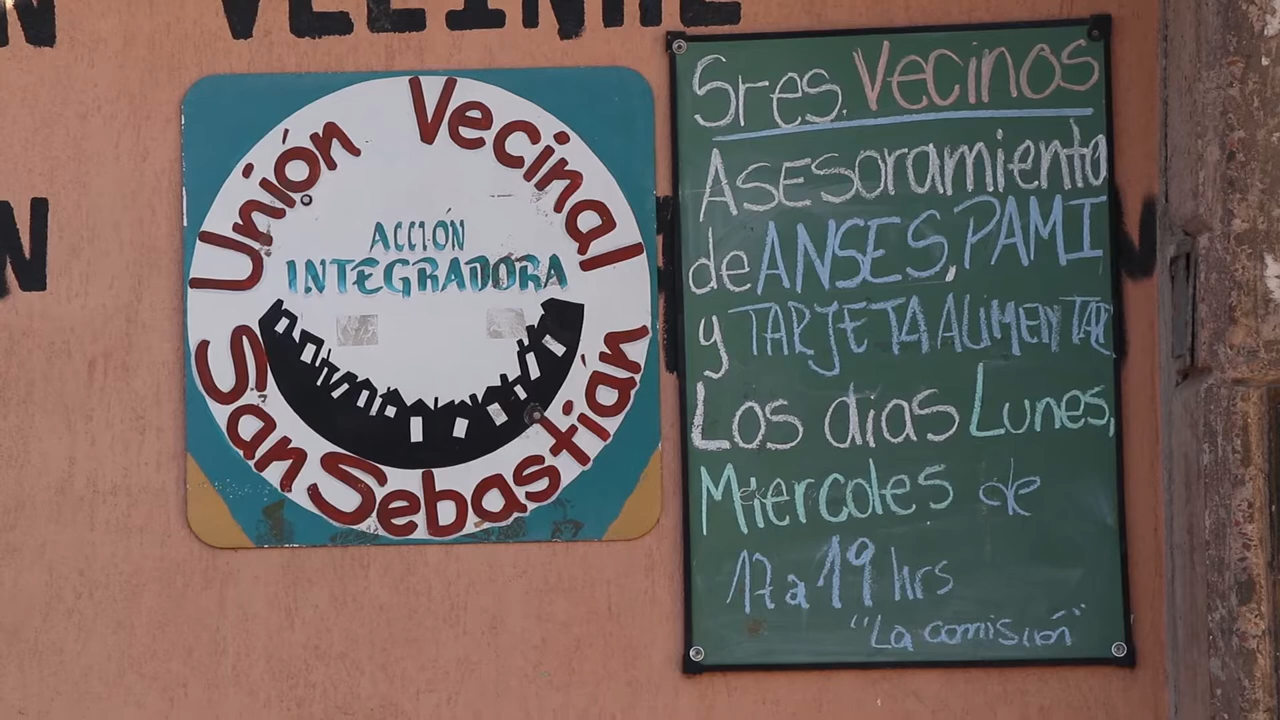 Unión Vecinal
San Sebastián
ACCIÓN
INTEGRADORA
Sres. Vecinos
Asesoramiento
de ANSES, PAMI
y TARJETA ALIMENTAR
Los días Lunes,
Miercoles de
17 a 19 hrs
"La comisión"